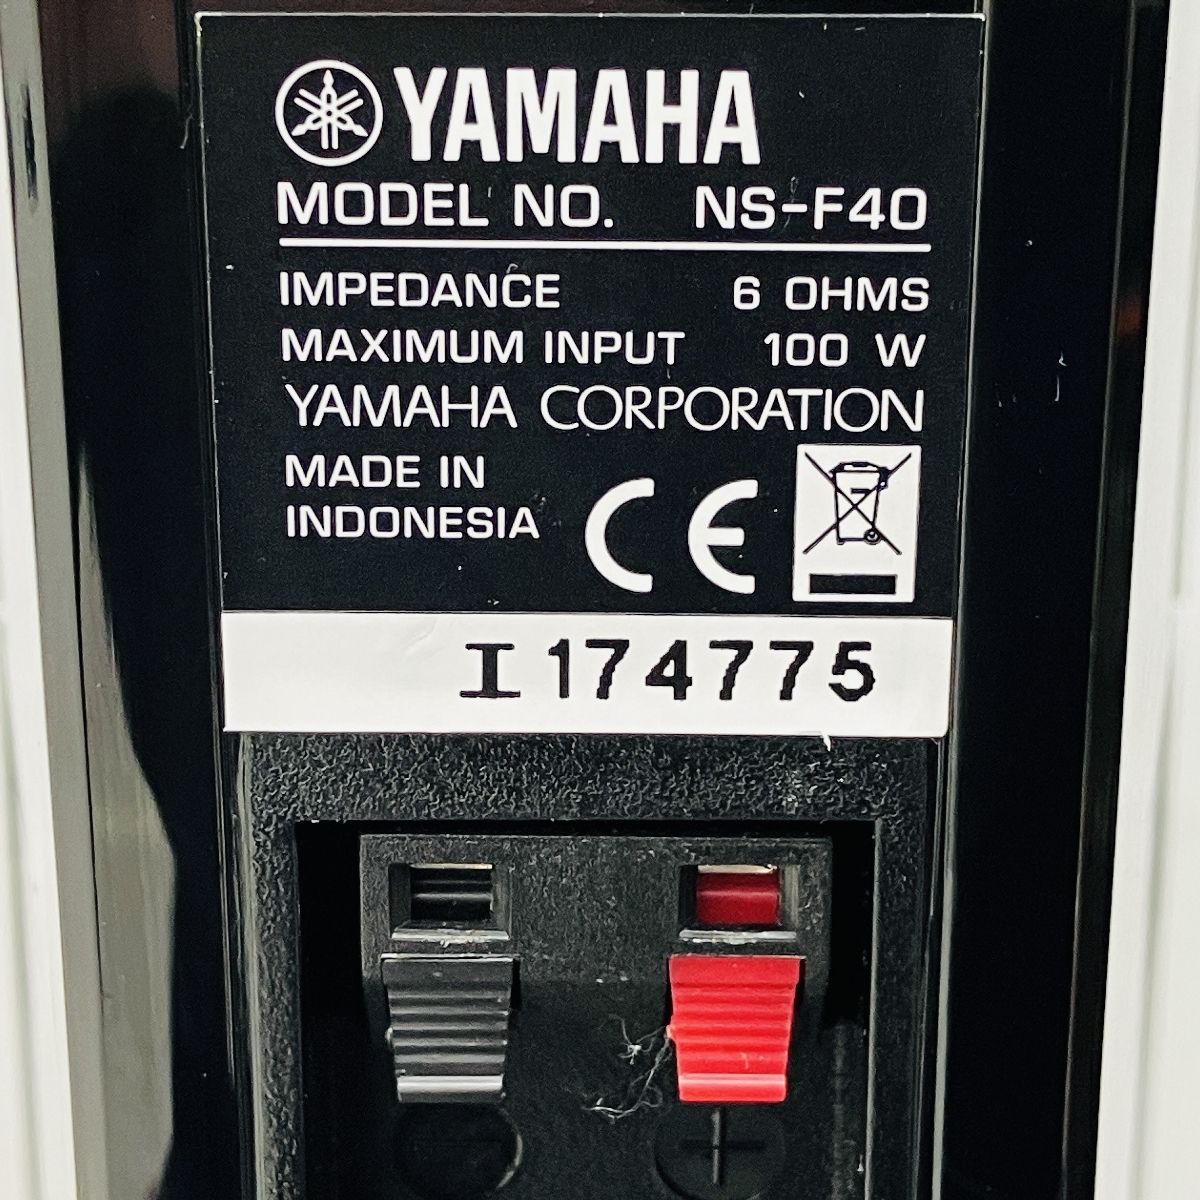 YAMAHA
MODEL NO. NS-F40
IMPEDANCE 6 OHMS
MAXIMUM INPUT 100 W
YAMAHA CORPORATION
MADE IN
INDONESIA
CE
I 174775
− +